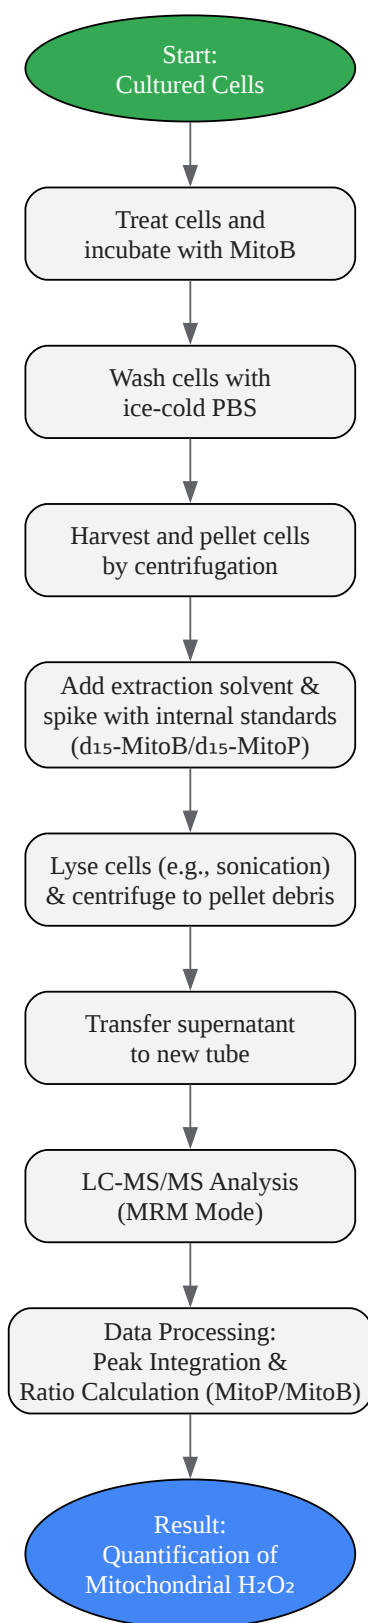 Start:
Cultured Cells
Treat cells and
incubate with MitoB
Wash cells with
ice-cold PBS
Harvest and pellet cells
by centrifugation
Add extraction solvent &
spike with internal standards
(d₁₅-MitoB/d₁₅-MitoP)
Lyse cells (e.g., sonication)
& centrifuge to pellet debris
Transfer supernatant
to new tube
LC-MS/MS Analysis
(MRM Mode)
Data Processing:
Peak Integration &
Ratio Calculation (MitoP/MitoB)
Result:
Quantification of
Mitochondrial H₂O₂